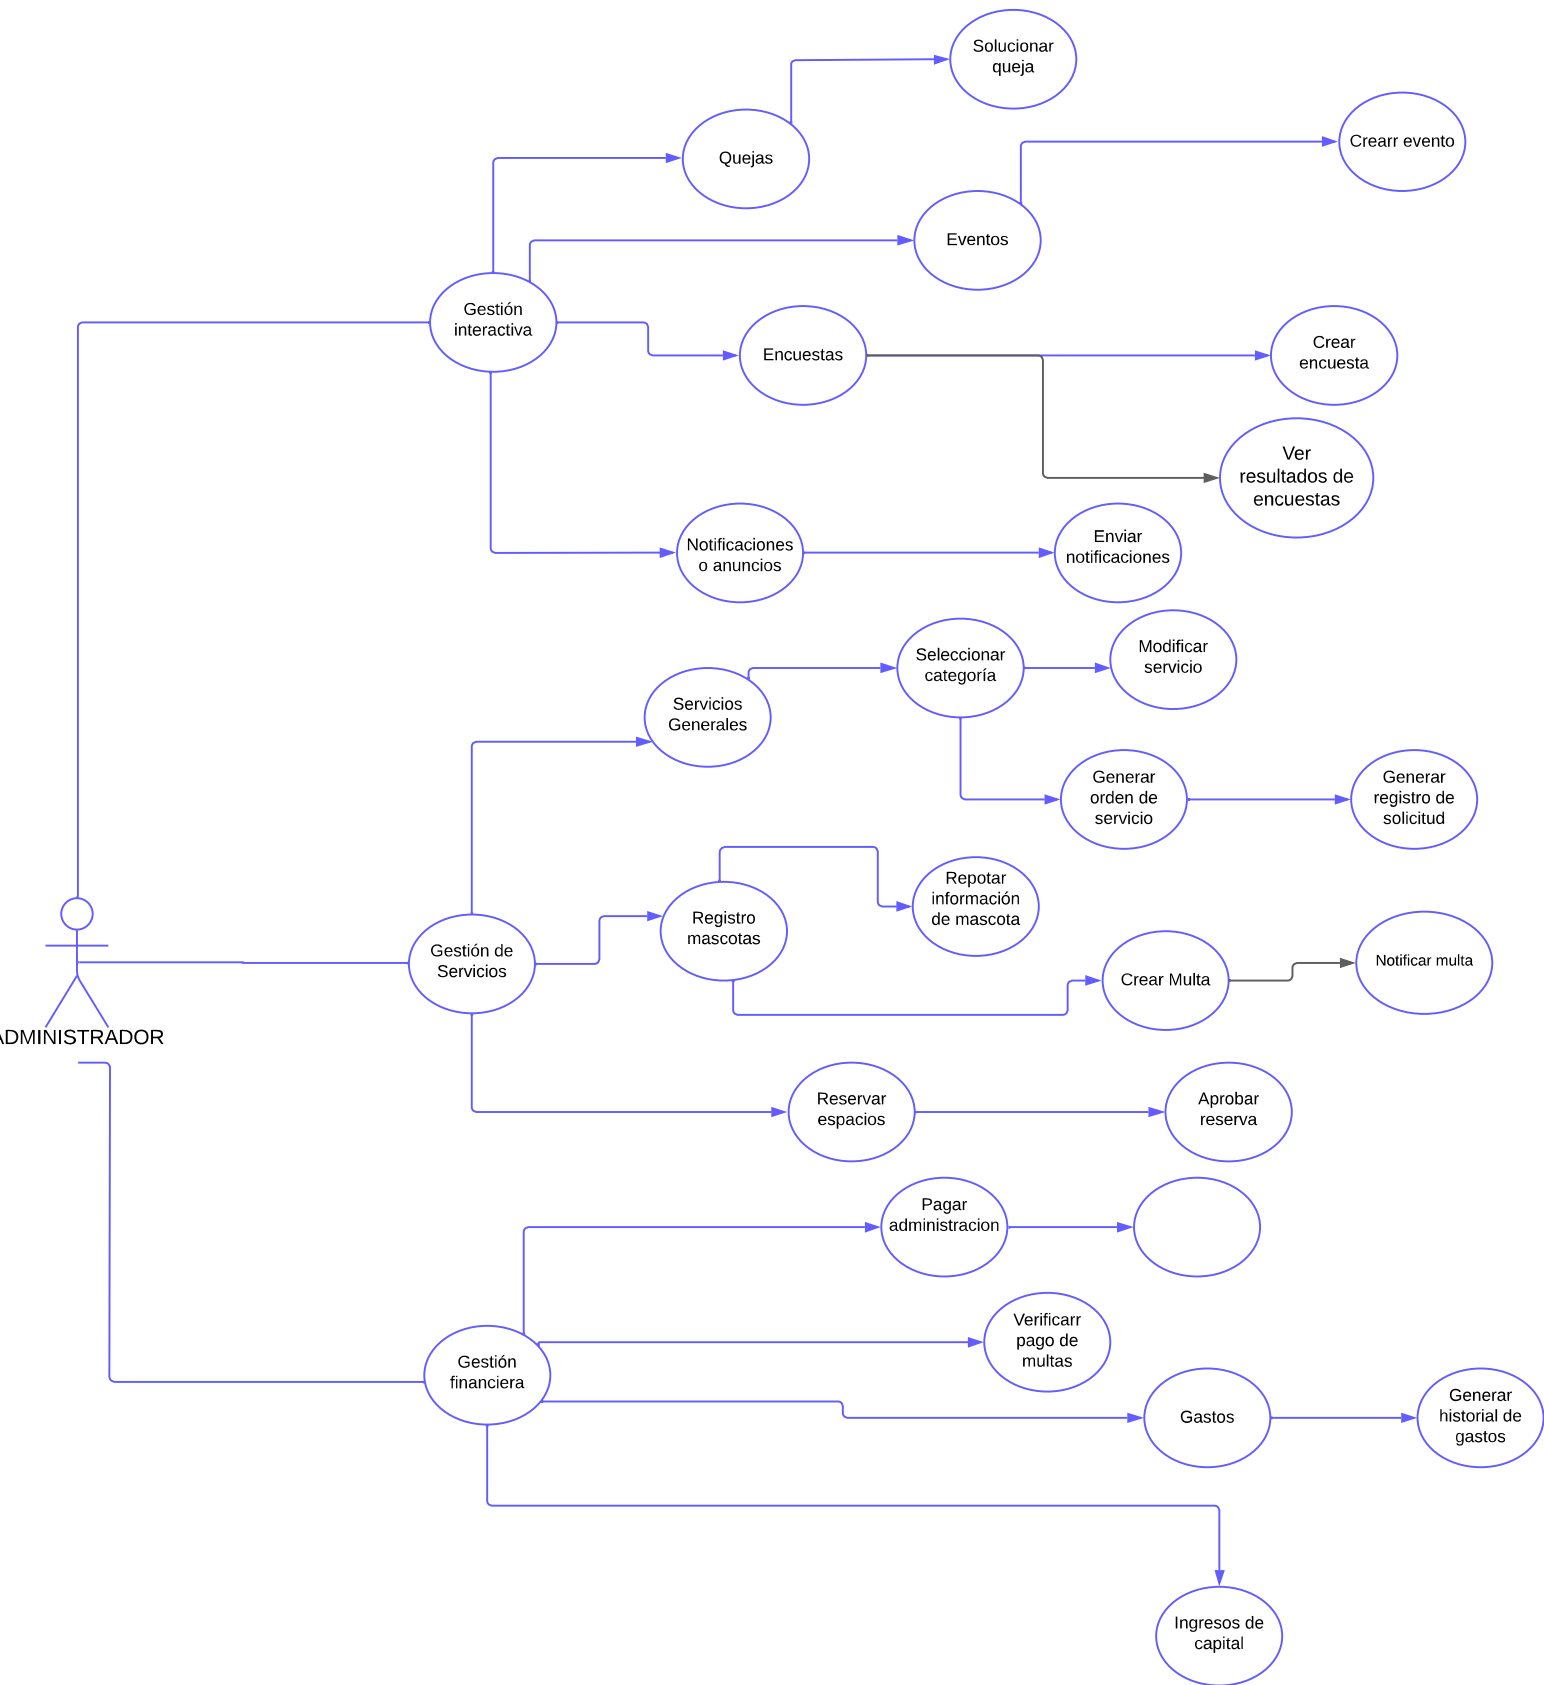 Solucionar
queja
Crearr evento
Quejas
Eventos
Gestión
interactiva
Encuestas
Crear
encuesta
Ver
resultados de
encuestas
Notificaciones
o anuncios
Enviar
notificaciones
Seleccionar
categoría
Modificar
servicio
Servicios
Generales
Generar
orden de
servicio
Generar
registro de
solicitud
Repotar
información
de mascota
Registro
mascotas
Gestión de
Servicios
Crear Multa
Notificar multa
ADMINISTRADOR
Reservar
espacios
Aprobar
reserva
Pagar
administracion
Verificarr
pago de
multas
Gestión
financiera
Gastos
Generar
historial de
gastos
Ingresos de
capital